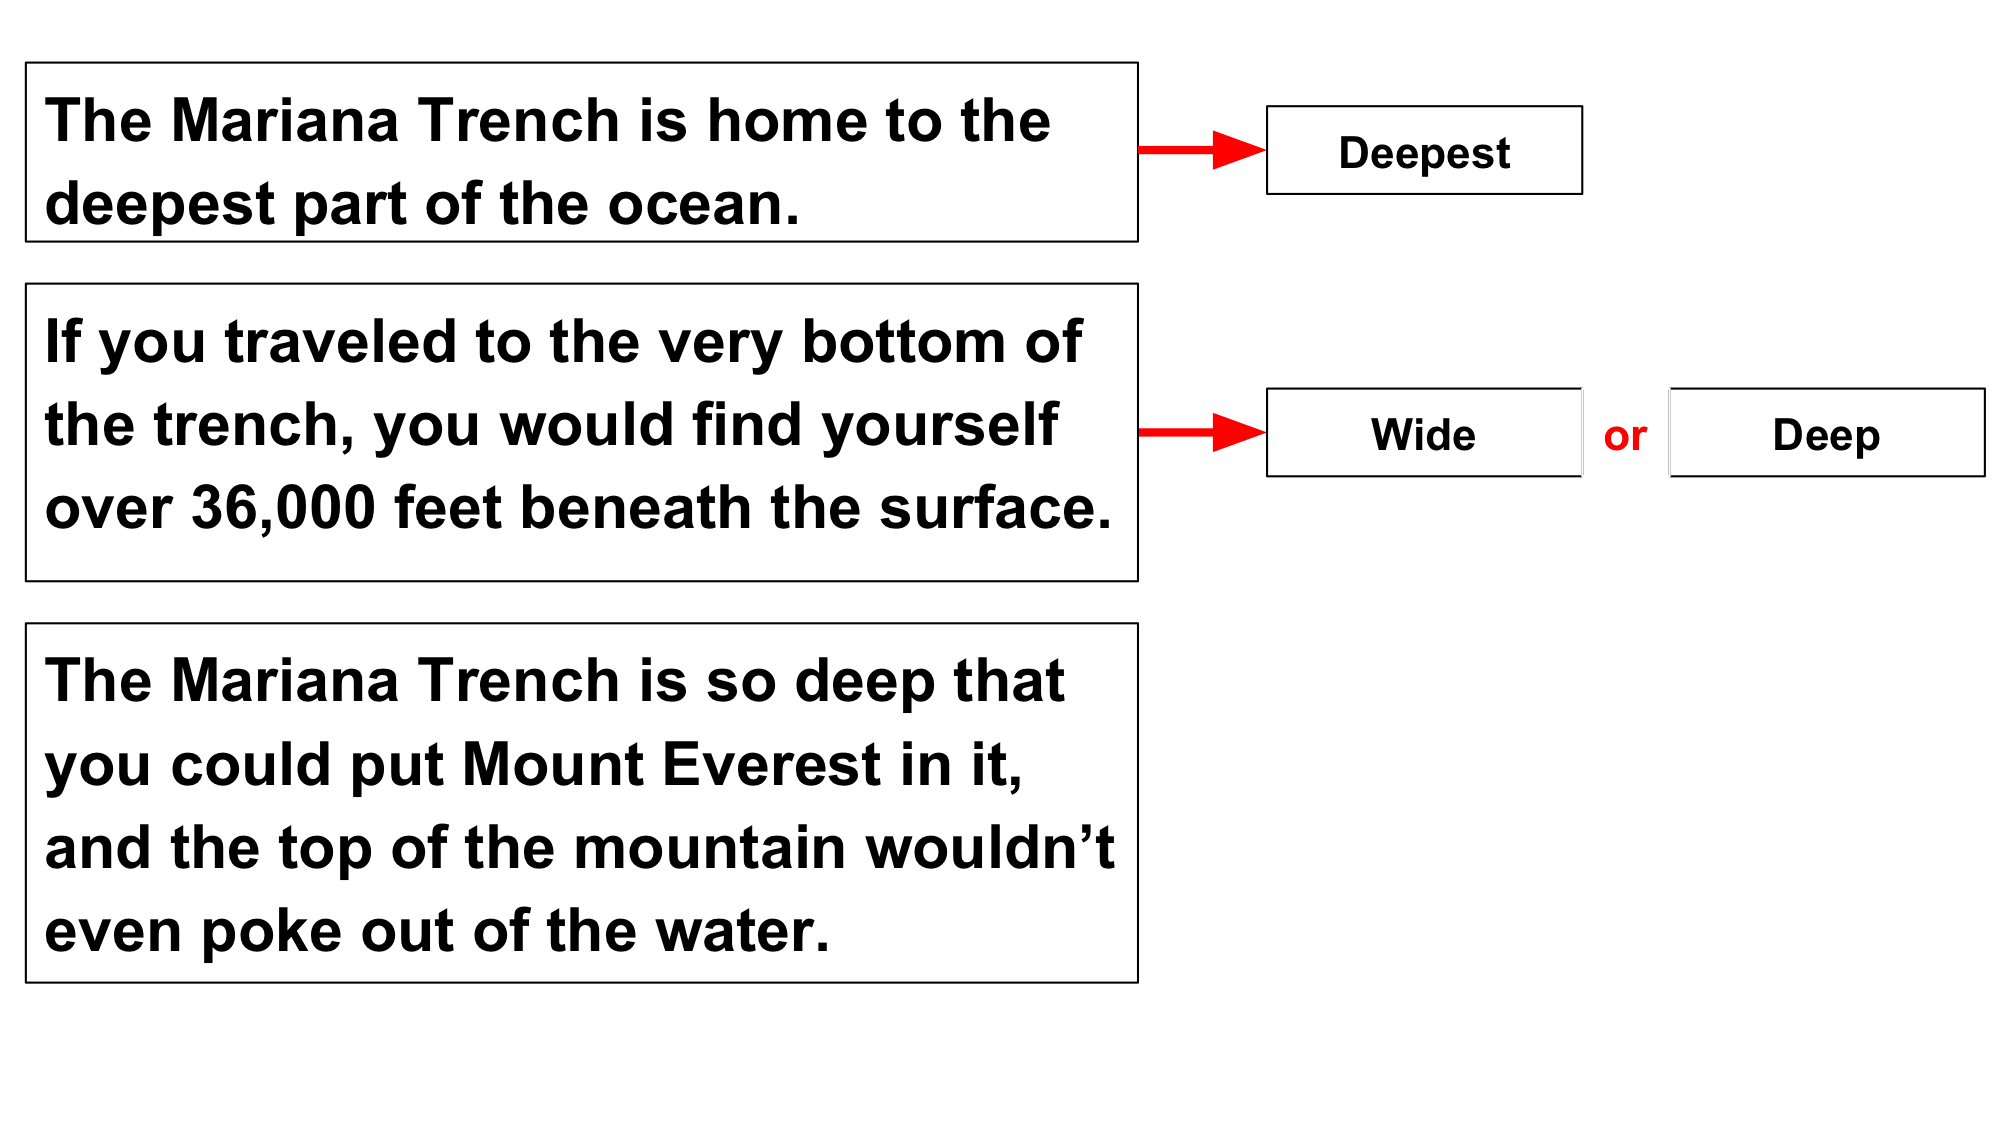 The Mariana Trench is home to the
deepest part of the ocean.
Deepest
If you traveled to the very bottom of
the trench, you would find yourself
over 36,000 feet beneath the surface.
Wide or Deep
The Mariana Trench is so deep that
you could put Mount Everest in it,
and the top of the mountain wouldn’t
even poke out of the water.